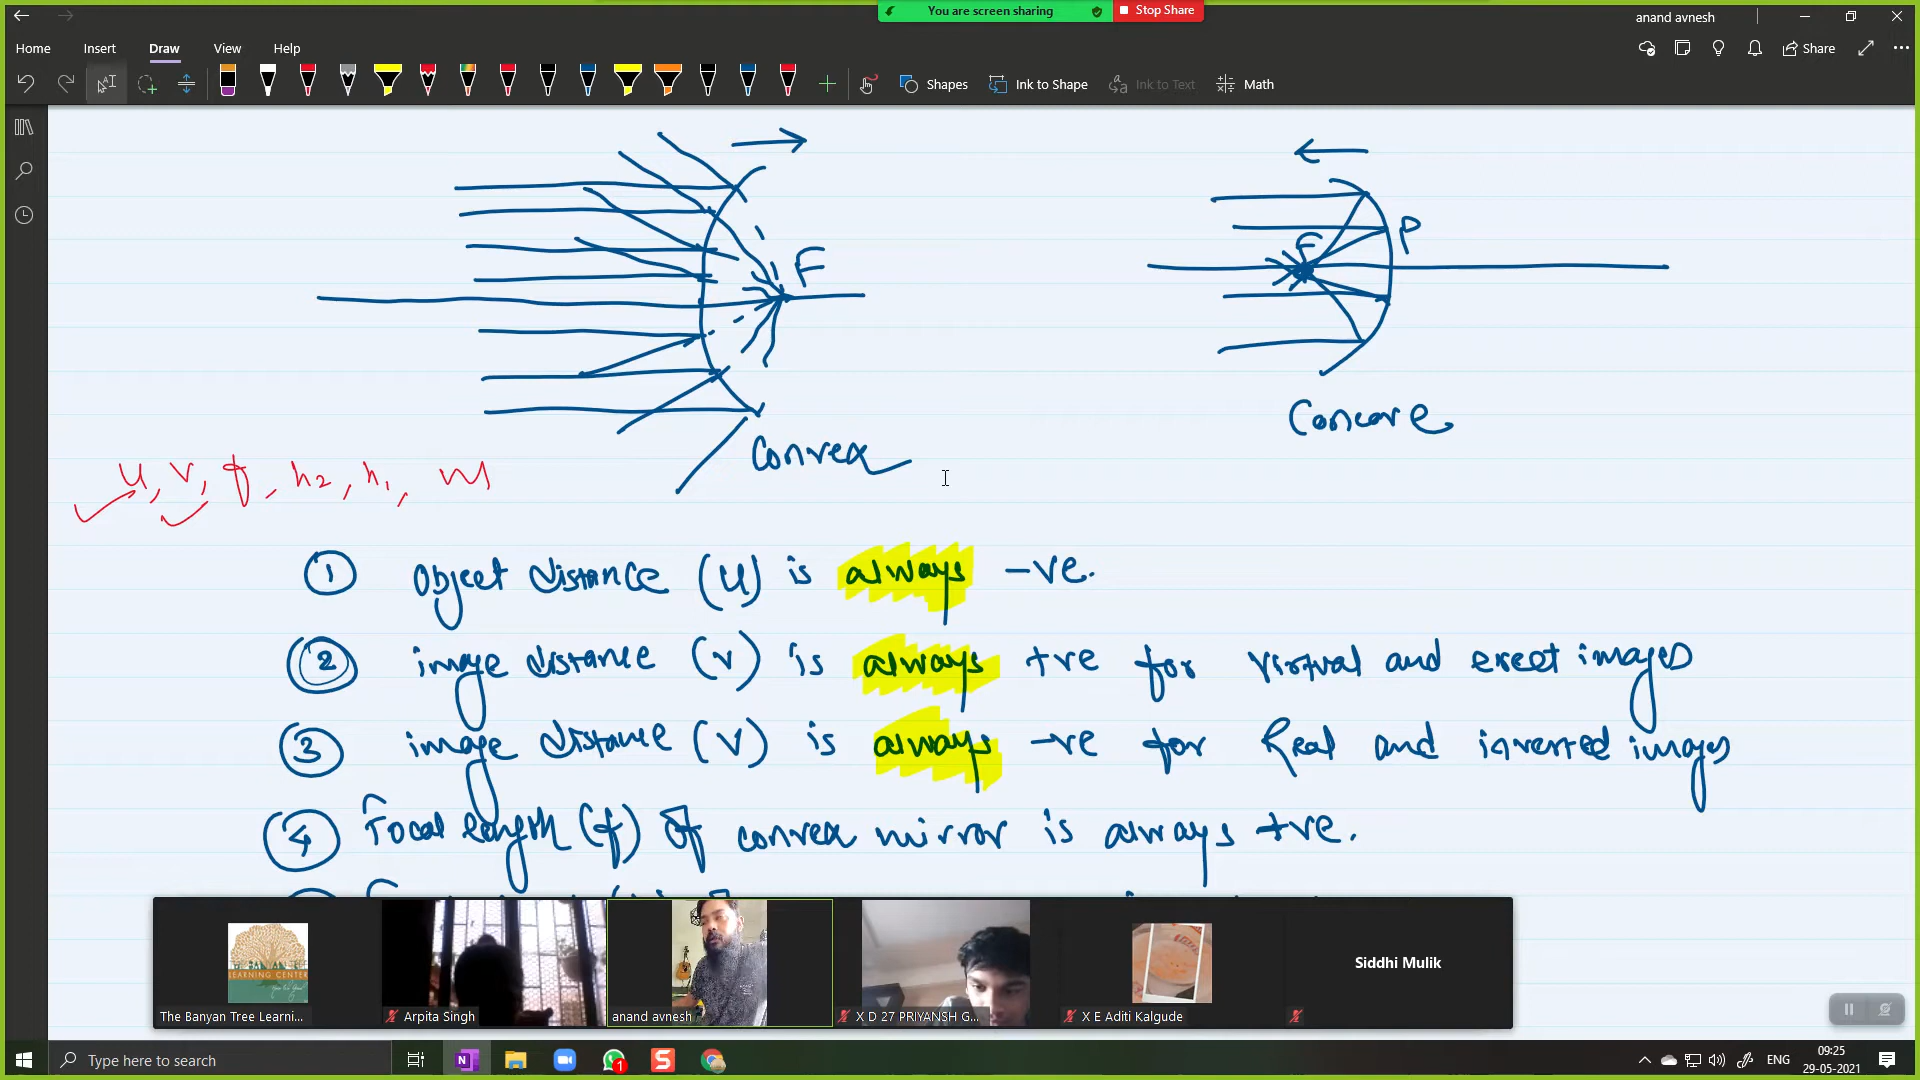 You are screen sharing
Stop Share
anand avnesh
Home Insert Draw View Help
Share
Shapes Ink to Shape Ink to Text Math
F
F P
Convex
Concave
u, v, f, h2, h1, m
1 object distance (u) is always -ve.
2 image distance (v) is always +ve for virtual and erect images
3 image distance (v) is always -ve for Real and inverted images
4 Focal length (f) of convex mirror is always +ve.
BANYAN
LEARNING CENTER
The Banyan Tree Learni...
Arpita Singh
anand avnesh
X D 27 PRIYANSH G...
X E Aditi Kalgude
Siddhi Mulik
Type here to search
N
1
S
ENG
09:25
29-05-2021